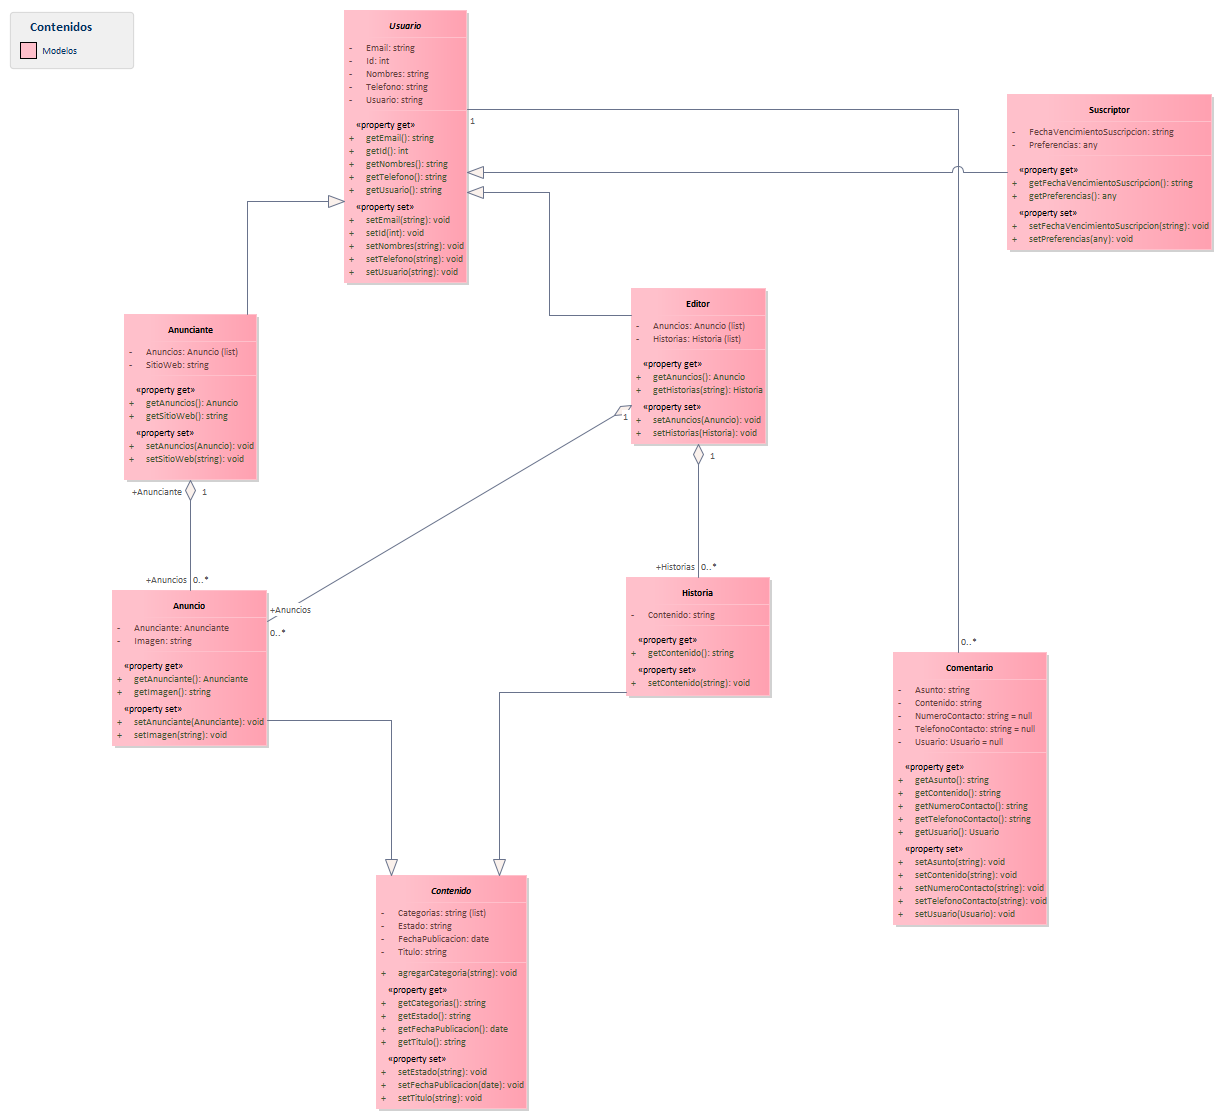 Contenidos
Modelos
Usuario
- Email: string
- Id: int
- Nombres: string
- Telefono: string
- Usuario: string
«property get»
+ getEmail(): string
+ getId(): int
+ getNombres(): string
+ getTelefono(): string
+ getUsuario(): string
«property set»
+ setEmail(string): void
+ setId(int): void
+ setNombres(string): void
+ setTelefono(string): void
+ setUsuario(string): void
1
Suscriptor
- FechaVencimientoSuscripcion: string
- Preferencias: any
«property get»
+ getFechaVencimientoSuscripcion(): string
+ getPreferencias(): any
«property set»
+ setFechaVencimientoSuscripcion(string): void
+ setPreferencias(any): void
Anunciante
- Anuncios: Anuncio (list)
- SitioWeb: string
«property get»
+ getAnuncios(): Anuncio
+ getSitioWeb(): string
«property set»
+ setAnuncios(Anuncio): void
+ setSitioWeb(string): void
+Anunciante 1
+Anuncios 0..*
Editor
- Anuncios: Anuncio (list)
- Historias: Historia (list)
«property get»
+ getAnuncios(): Anuncio
+ getHistorias(string): Historia
«property set»
+ setAnuncios(Anuncio): void
+ setHistorias(Historia): void
1
1
+Historias 0..*
Anuncio
- Anunciante: Anunciante
- Imagen: string
«property get»
+ getAnunciante(): Anunciante
+ getImagen(): string
«property set»
+ setAnunciante(Anunciante): void
+ setImagen(string): void
+Anuncios
0..*
Historia
- Contenido: string
«property get»
+ getContenido(): string
«property set»
+ setContenido(string): void
0..*
Comentario
- Asunto: string
- Contenido: string
- NumeroContacto: string = null
- TelefonoContacto: string = null
- Usuario: Usuario = null
«property get»
+ getAsunto(): string
+ getContenido(): string
+ getNumeroContacto(): string
+ getTelefonoContacto(): string
+ getUsuario(): Usuario
«property set»
+ setAsunto(string): void
+ setContenido(string): void
+ setNumeroContacto(string): void
+ setTelefonoContacto(string): void
+ setUsuario(Usuario): void
Contenido
- Categorias: string (list)
- Estado: string
- FechaPublicacion: date
- Titulo: string
+ agregarCategoria(string): void
«property get»
+ getCategorias(): string
+ getEstado(): string
+ getFechaPublicacion(): date
+ getTitulo(): string
«property set»
+ setEstado(string): void
+ setFechaPublicacion(date): void
+ setTitulo(string): void